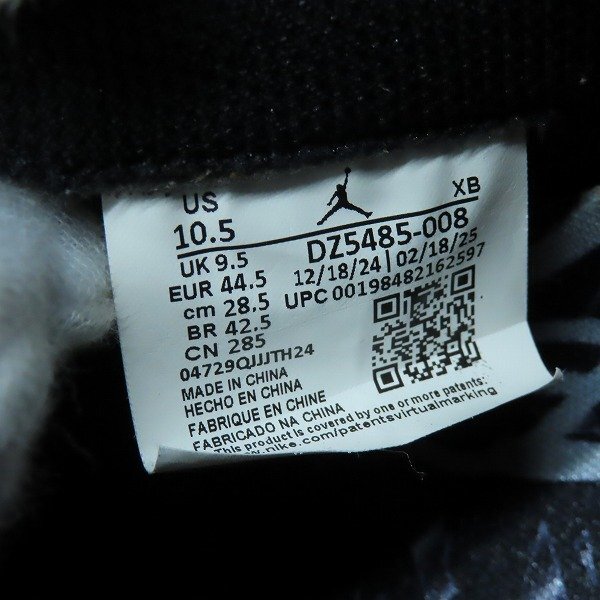 US
XB
10.5
DZ5485-008
UK 9.5
12/18/24 | 02/18/25
EUR 44.5
UPC 00198482162597
cm 28.5
BR 42.5
CN 285
04729QJJJTH24
MADE IN CHINA
HECHO EN CHINA
FABRIQUE EN CHINE
FABRICADO NA CHINA
This product is covered by one or more patents:
www.nike.com/patentsvirtualmarking